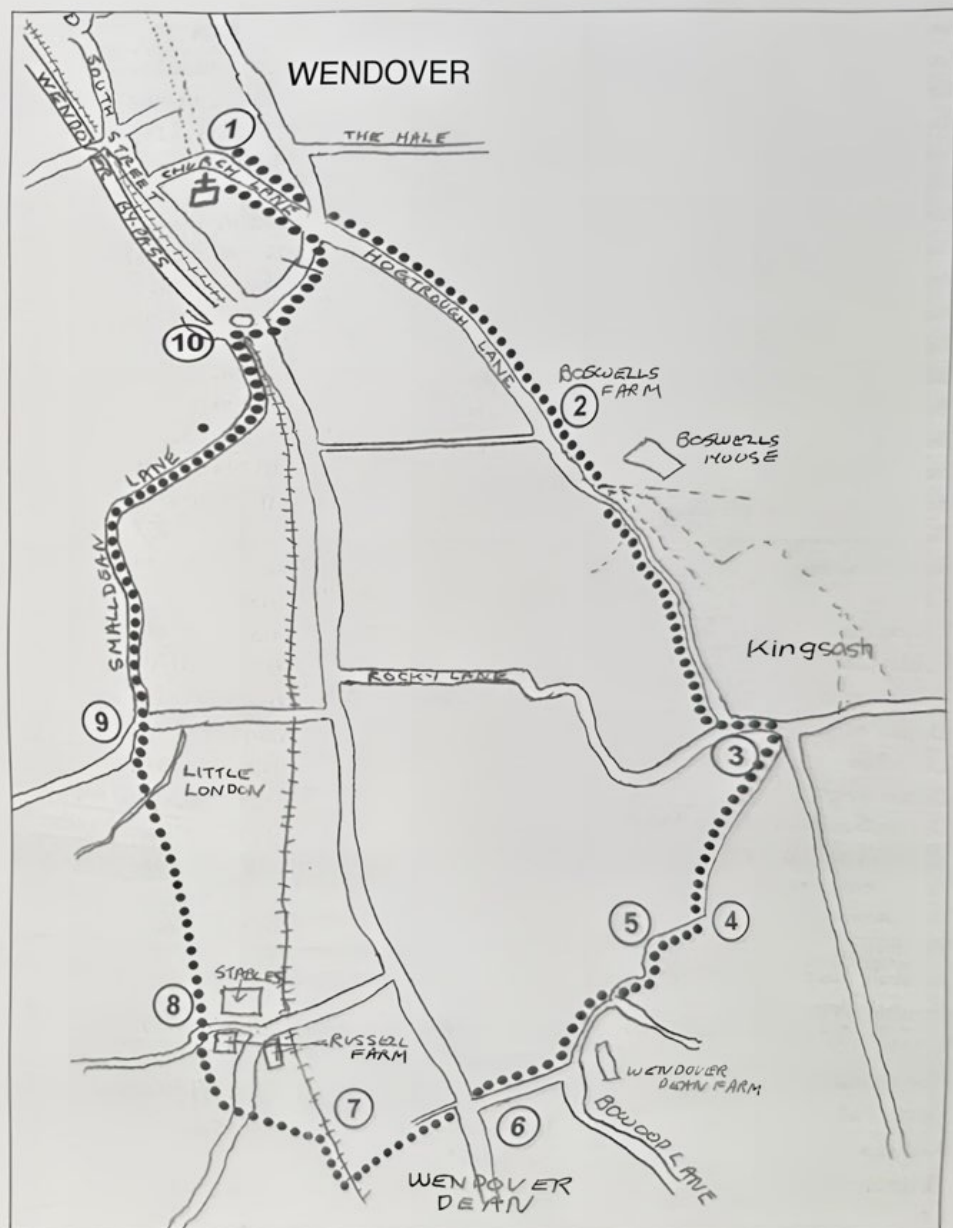 D
SOUTH STREET
WENDOVER BY-PASS
WENDOVER
THE HALE
1
CHURCH LANE
HOGTROUGH LANE
10
BOSWELLS
FARM
2
BOSWELLS
HOUSE
LANE
SMALLDEAN
Kingsash
ROCKY LANE
9
3
LITTLE
LONDON
5
4
STABLES
8
RUSSELL
FARM
WENDOVER
DEAN FARM
7
6
BOWOOD LANE
WENDOVER
DEAN